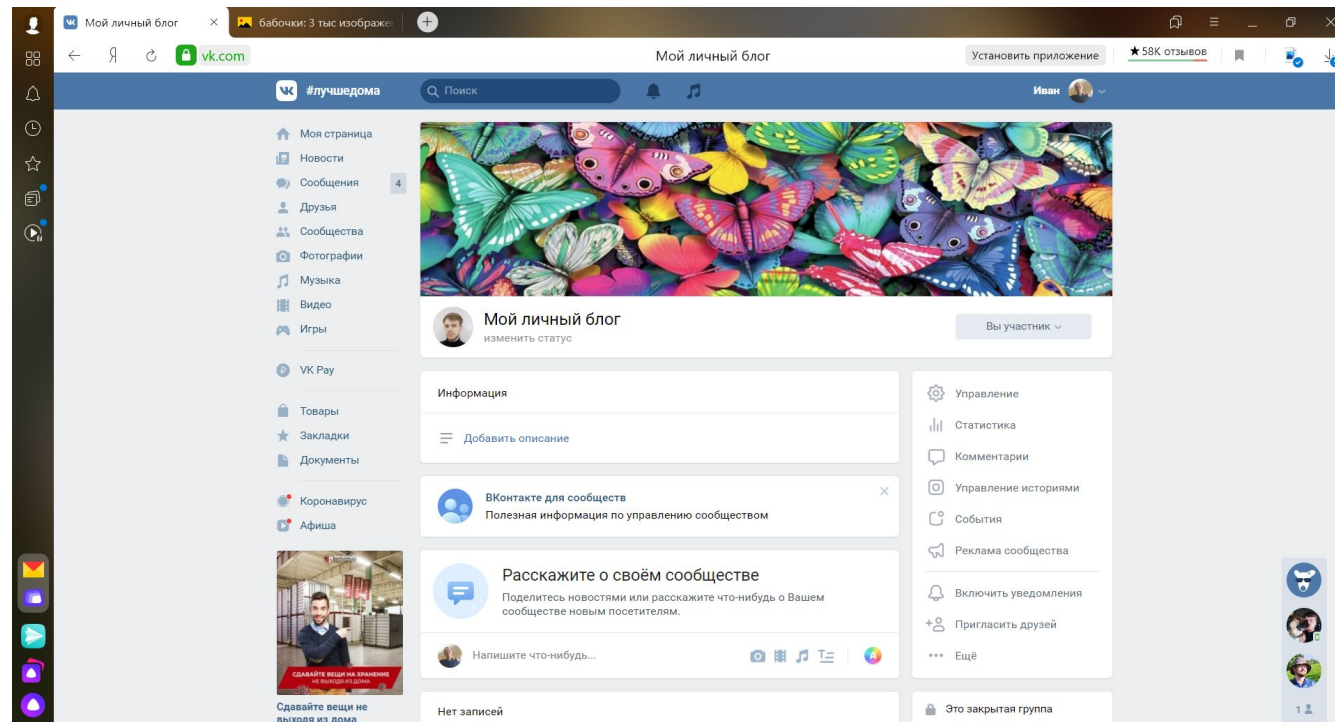 Мой личный блог
бабочки: 3 тыс изображе
vk.com
Мой личный блог
Установить приложение
★58K отзывов
#лучшедома
Поиск
Иван
Моя страница
Новости
Сообщения 4
Друзья
Сообщества
Фотографии
Музыка
Видео
Игры
VK Pay
Товары
Закладки
Документы
Коронавирус
Афиша
СДАВАЙТЕ ВЕЩИ НА ХРАНЕНИЕ
НЕ ВЫХОДЯ ИЗ ДОМА
Сдавайте вещи не
выходя из дома
Мой личный блог
изменить статус
Вы участник
Информация
Добавить описание
ВКонтакте для сообществ
Полезная информация по управлению сообществом
Расскажите о своём сообществе
Поделитесь новостями или расскажите что-нибудь о Вашем
сообществе новым посетителям.
Напишите что-нибудь...
Нет записей
Управление
Статистика
Комментарии
Управление историями
События
Реклама сообщества
Включить уведомления
Пригласить друзей
Ещё
Это закрытая группа
1